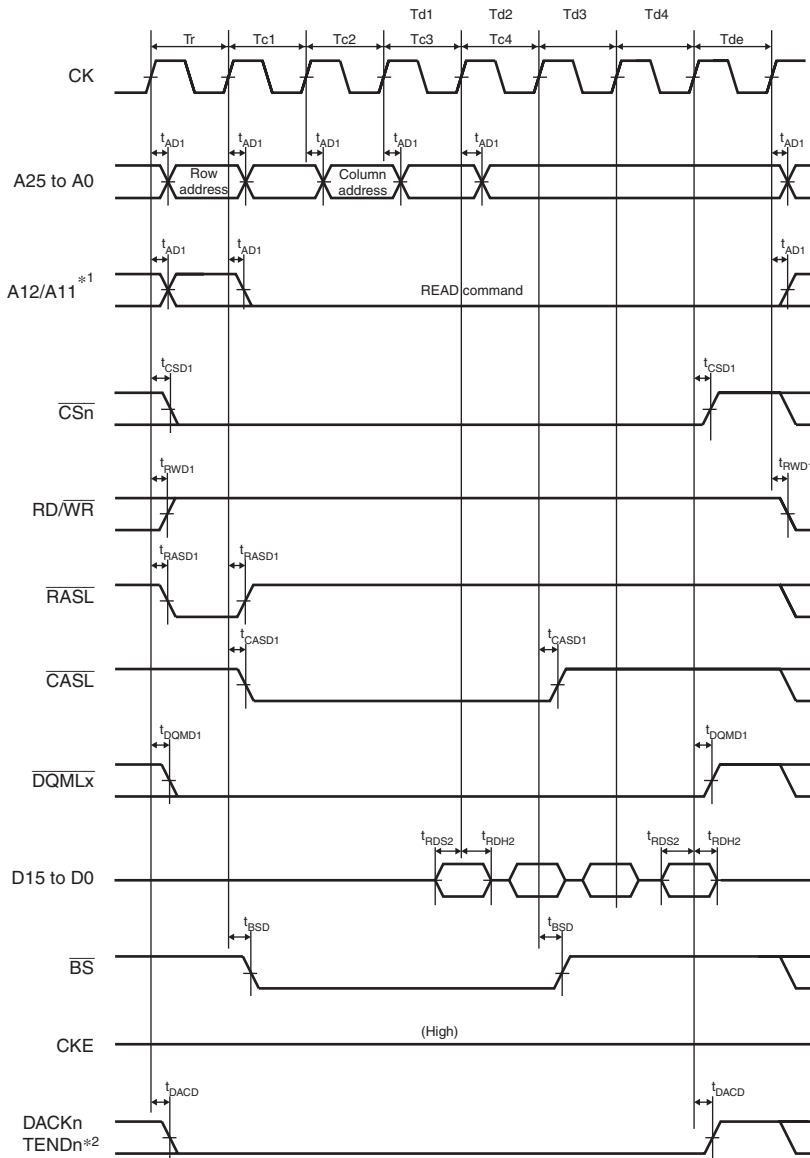 Td1 Td2 Td3 Td4
Tr Tc1 Tc2 Tc3 Tc4 Tde
CK
tAD1 tAD1 tAD1 tAD1 tAD1 tAD1
A25 to A0 Row address Column address
tAD1 tAD1 tAD1
A12/A11 *1 READ command
tCSD1 tCSD1
CSn
tRWD1 tRWD1
RD/WR
tRASD1 tRASD1
RASL
tCASD1 tCASD1
CASL
tDQMD1 tDQMD1
DQMLx
tRDS2 tRDH2 tRDS2 tRDH2
D15 to D0
tBSD tBSD
BS
(High)
CKE
tDACD tDACD
DACKn
TENDn*2